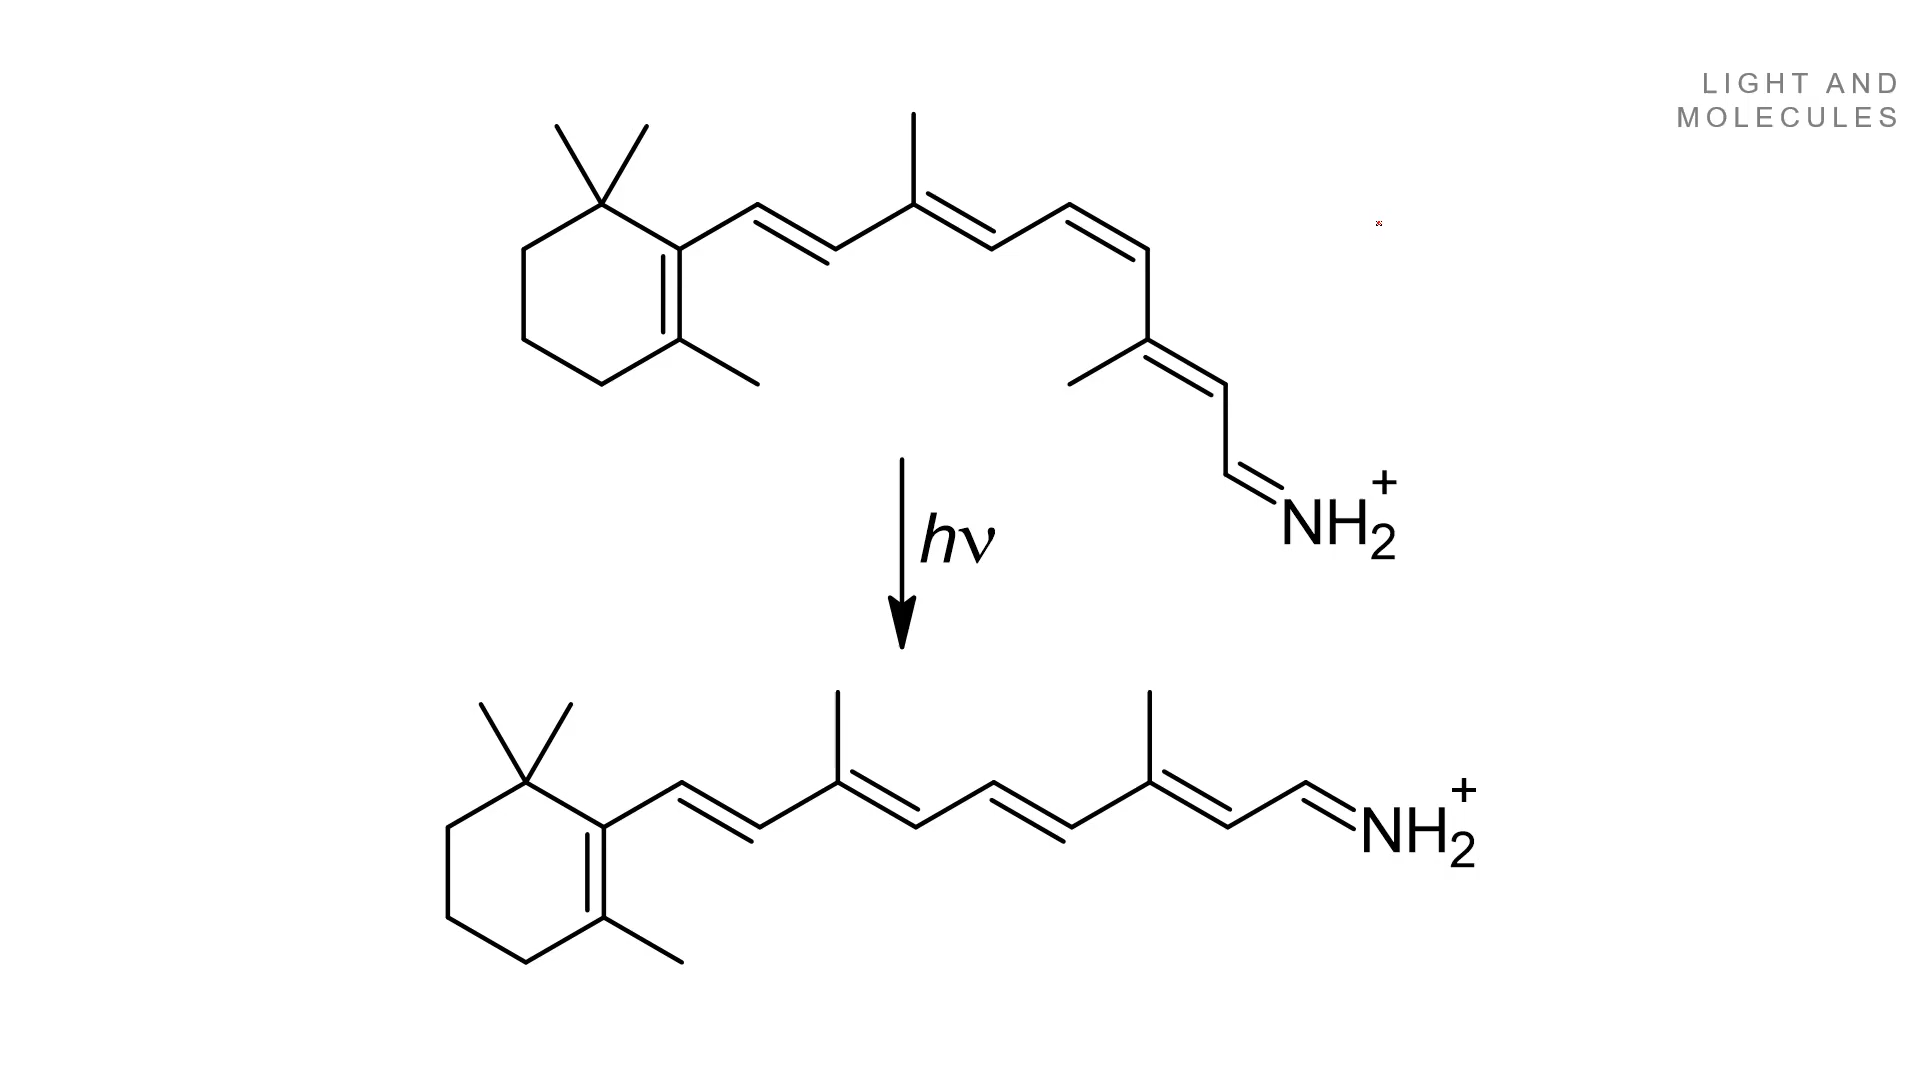 LIGHT AND
MOLECULES
NH₂⁺
hν
NH₂⁺